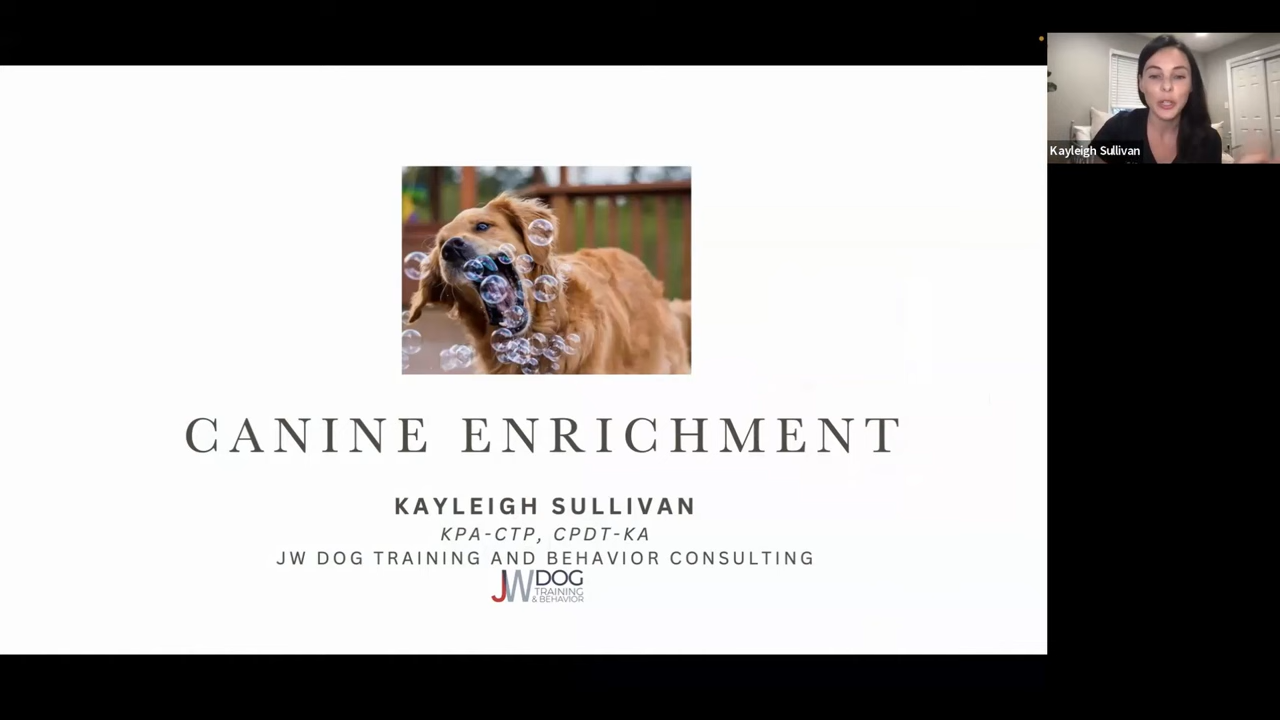 CANINE ENRICHMENT
KAYLEIGH SULLIVAN
KPA-CTP, CPDT-KA
JW DOG TRAINING AND BEHAVIOR CONSULTING
JW DOG
TRAINING
& BEHAVIOR
Kayleigh Sullivan